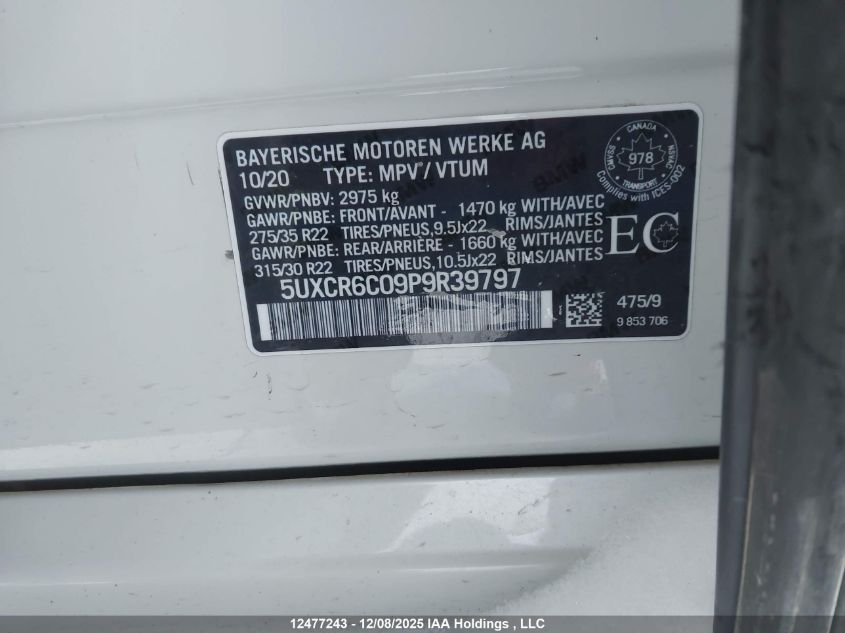 BAYERISCHE MOTOREN WERKE AG
10/20 TYPE: MPV / VTUM
GVWR/PNBV: 2975 kg
GAWR/PNBE: FRONT/AVANT - 1470 kg WITH/AVEC
275/35 R22 TIRES/PNEUS,9.5Jx22 RIMS/JANTES
GAWR/PNBE: REAR/ARRIÈRE - 1660 kg WITH/AVEC
315/30 R22 TIRES/PNEUS,10.5Jx22 RIMS/JANTES
5UXCR6C09P9R39797
CANADA
CMVSS
978
NSVAC
TRANSPORT
Complies with ICES-002
EC
475/9
9 853 706
12477243 - 12/08/2025 IAA Holdings , LLC